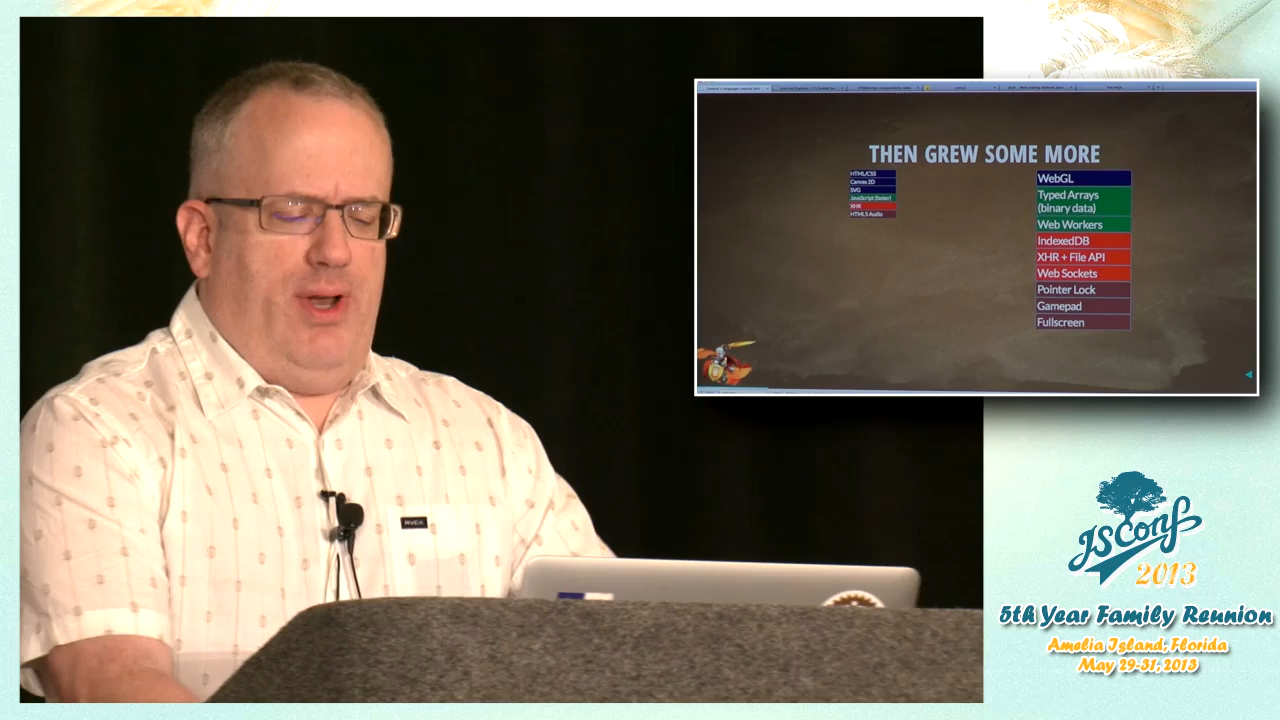 THEN GREW SOME MORE
HTML/CSS
Canvas 2D
SVG
JavaScript (faster)
XHR
HTML5 Audio
WebGL
Typed Arrays
(binary data)
Web Workers
IndexedDB
XHR + File API
Web Sockets
Pointer Lock
Gamepad
Fullscreen
RVCA
JSConf
2013
5th Year Family Reunion
Amelia Island, Florida
May 29-31, 2013